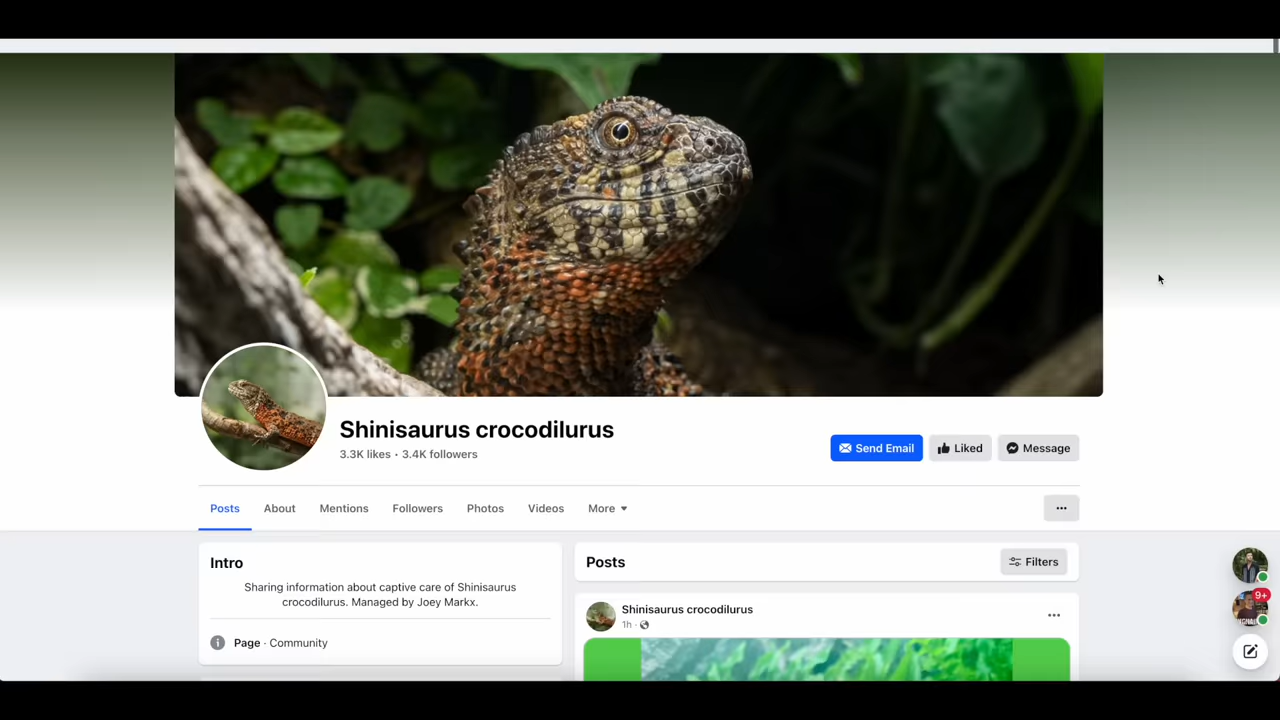 Shinisaurus crocodilurus
3.3K likes • 3.4K followers
Send Email
Liked
Message
Posts
About
Mentions
Followers
Photos
Videos
More
Intro
Sharing information about captive care of Shinisaurus
crocodilurus. Managed by Joey Markx.
Page · Community
Posts
Filters
Shinisaurus crocodilurus
1h ·
9+